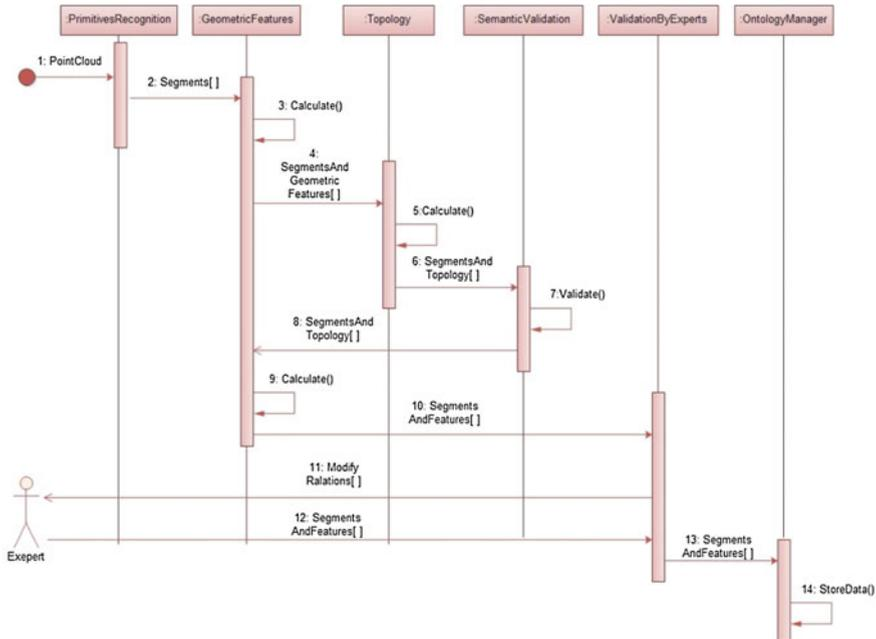 :PrimitivesRecognition
:GeometricFeatures
:Topology
:SemanticValidation
:ValidationByExperts
:OntologyManager
1: PointCloud
2: Segments[ ]
3: Calculate()
4:
SegmentsAnd
Geometric
Features[ ]
5:Calculate()
6: SegmentsAnd
Topology[ ]
7:Validate()
8: SegmentsAnd
Topology[ ]
9: Calculate()
10: Segments
AndFeatures[ ]
11: Modify
Ralations[ ]
12: Segments
AndFeatures[ ]
Exepert
13: Segments
AndFeatures[ ]
14: StoreData()